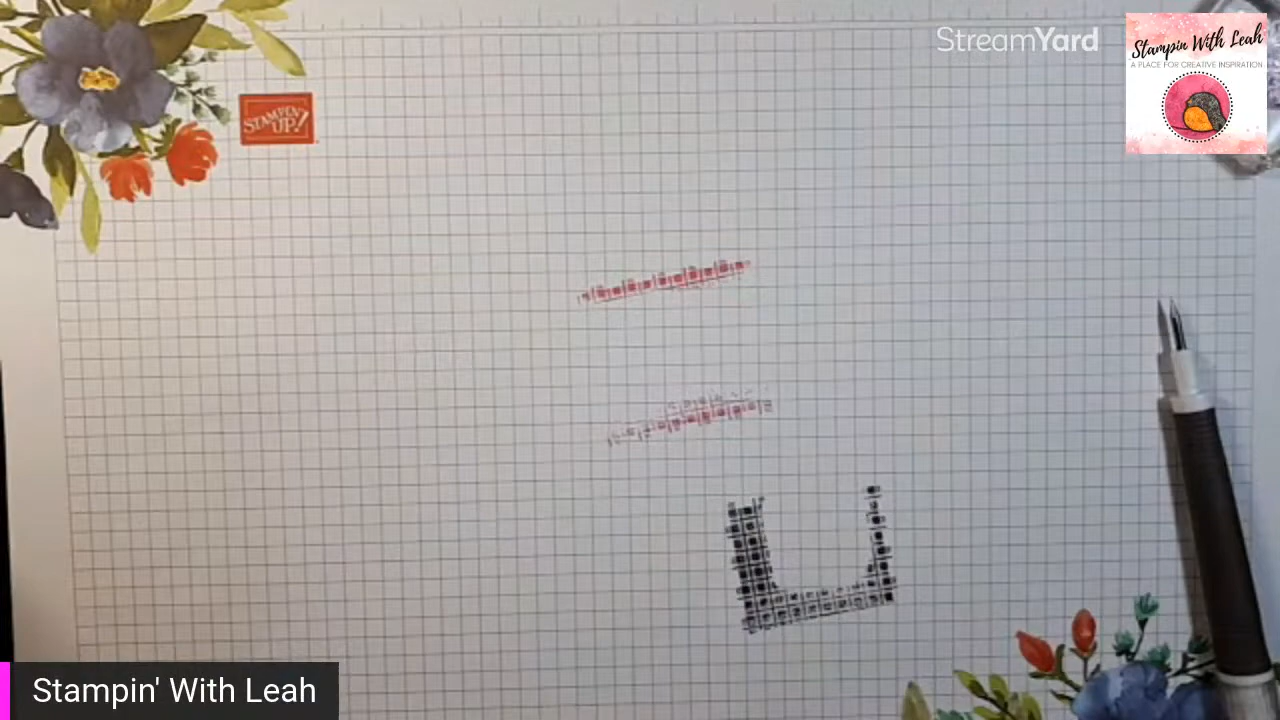 StreamYard
Stampin With Leah
A PLACE FOR CREATIVE INSPIRATION
STAMPIN' UP!
Stampin' With Leah